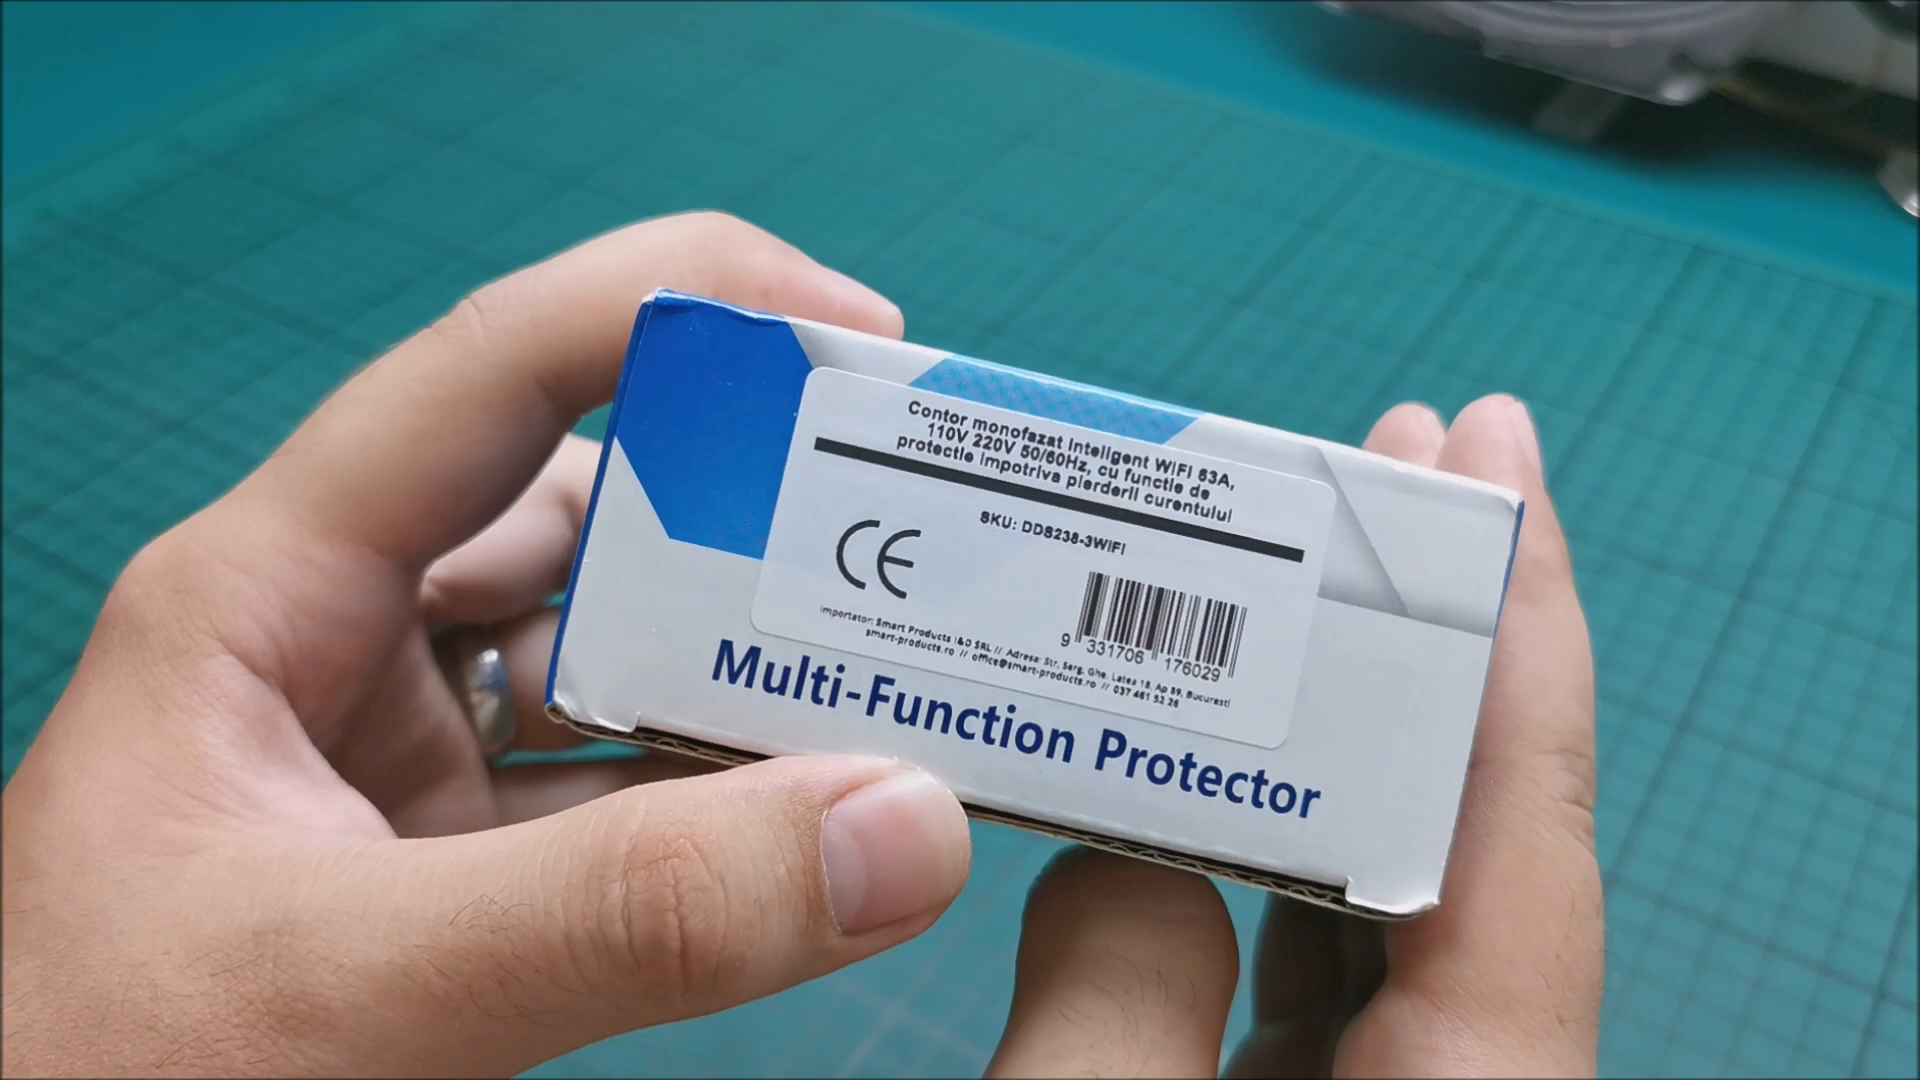 Contor monofazat inteligent WIFI 63A,
110V 220V 50/60Hz, cu functie de
protectie impotriva pierderii curentului
SKU: DDS238-3WIFI
CE
9 331706 176029
Importator: Smart Products I&D SRL // Adresa: Str. Serg. Ghe. Latea 18, Ap 89, Bucuresti
smart-products.ro // office@smart-products.ro // 037 461 52 26
Multi-Function Protector